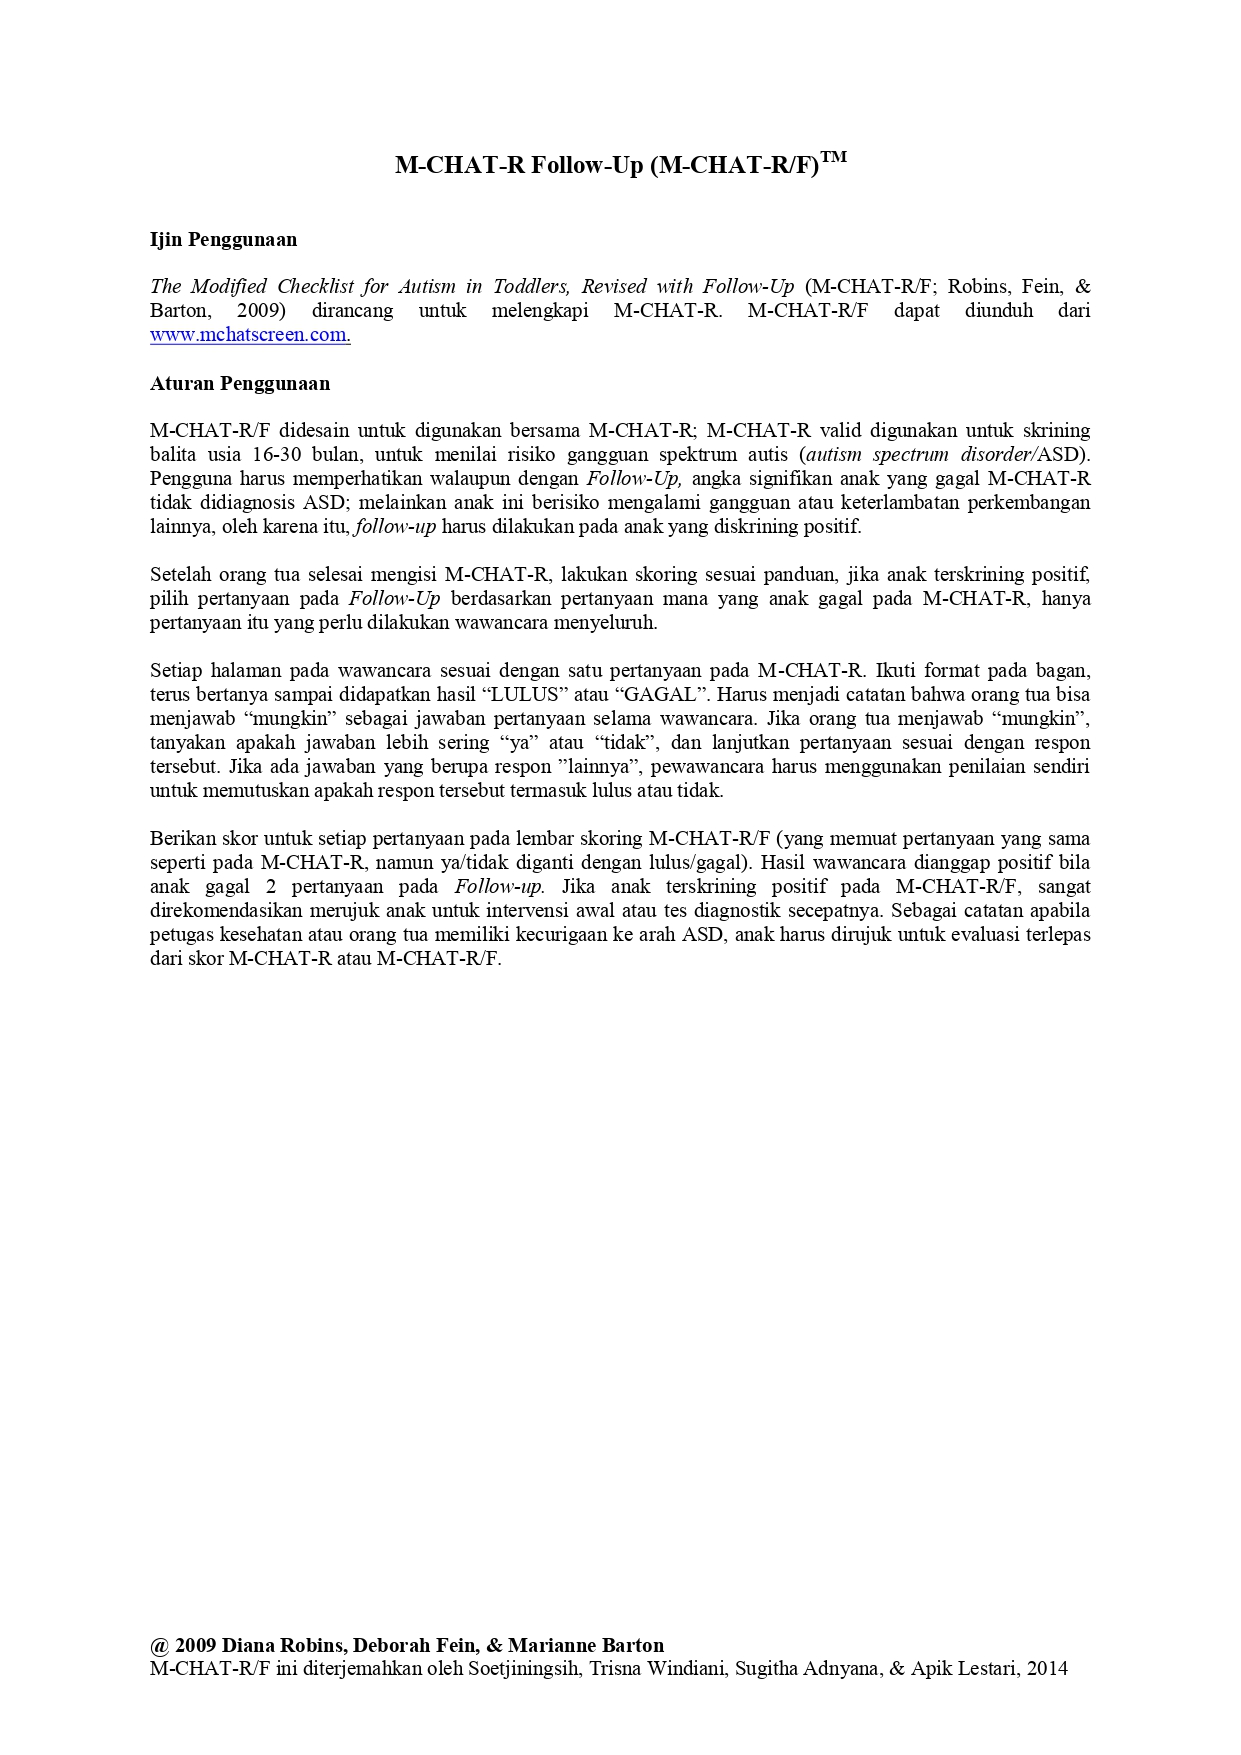 M-CHAT-R Follow-Up (M-CHAT-R/F)TM
Ijin Penggunaan
The Modified Checklist for Autism in Toddlers, Revised with Follow-Up (M-CHAT-R/F; Robins, Fein, &
Barton, 2009) dirancang untuk melengkapi M-CHAT-R. M-CHAT-R/F dapat diunduh dari
www.mchatscreen.com.
Aturan Penggunaan
M-CHAT-R/F didesain untuk digunakan bersama M-CHAT-R; M-CHAT-R valid digunakan untuk skrining
balita usia 16-30 bulan, untuk menilai risiko gangguan spektrum autis (autism spectrum disorder/ASD).
Pengguna harus memperhatikan walaupun dengan Follow-Up, angka signifikan anak yang gagal M-CHAT-R
tidak didiagnosis ASD; melainkan anak ini berisiko mengalami gangguan atau keterlambatan perkembangan
lainnya, oleh karena itu, follow-up harus dilakukan pada anak yang diskrining positif.
Setelah orang tua selesai mengisi M-CHAT-R, lakukan skoring sesuai panduan, jika anak terskrining positif,
pilih pertanyaan pada Follow-Up berdasarkan pertanyaan mana yang anak gagal pada M-CHAT-R, hanya
pertanyaan itu yang perlu dilakukan wawancara menyeluruh.
Setiap halaman pada wawancara sesuai dengan satu pertanyaan pada M-CHAT-R. Ikuti format pada bagan,
terus bertanya sampai didapatkan hasil “LULUS” atau “GAGAL”. Harus menjadi catatan bahwa orang tua bisa
menjawab “mungkin” sebagai jawaban pertanyaan selama wawancara. Jika orang tua menjawab “mungkin”,
tanyakan apakah jawaban lebih sering “ya” atau “tidak”, dan lanjutkan pertanyaan sesuai dengan respon
tersebut. Jika ada jawaban yang berupa respon ”lainnya”, pewawancara harus menggunakan penilaian sendiri
untuk memutuskan apakah respon tersebut termasuk lulus atau tidak.
Berikan skor untuk setiap pertanyaan pada lembar skoring M-CHAT-R/F (yang memuat pertanyaan yang sama
seperti pada M-CHAT-R, namun ya/tidak diganti dengan lulus/gagal). Hasil wawancara dianggap positif bila
anak gagal 2 pertanyaan pada Follow-up. Jika anak terskrining positif pada M-CHAT-R/F, sangat
direkomendasikan merujuk anak untuk intervensi awal atau tes diagnostik secepatnya. Sebagai catatan apabila
petugas kesehatan atau orang tua memiliki kecurigaan ke arah ASD, anak harus dirujuk untuk evaluasi terlepas
dari skor M-CHAT-R atau M-CHAT-R/F.
@ 2009 Diana Robins, Deborah Fein, & Marianne Barton
M-CHAT-R/F ini diterjemahkan oleh Soetjiningsih, Trisna Windiani, Sugitha Adnyana, & Apik Lestari, 2014